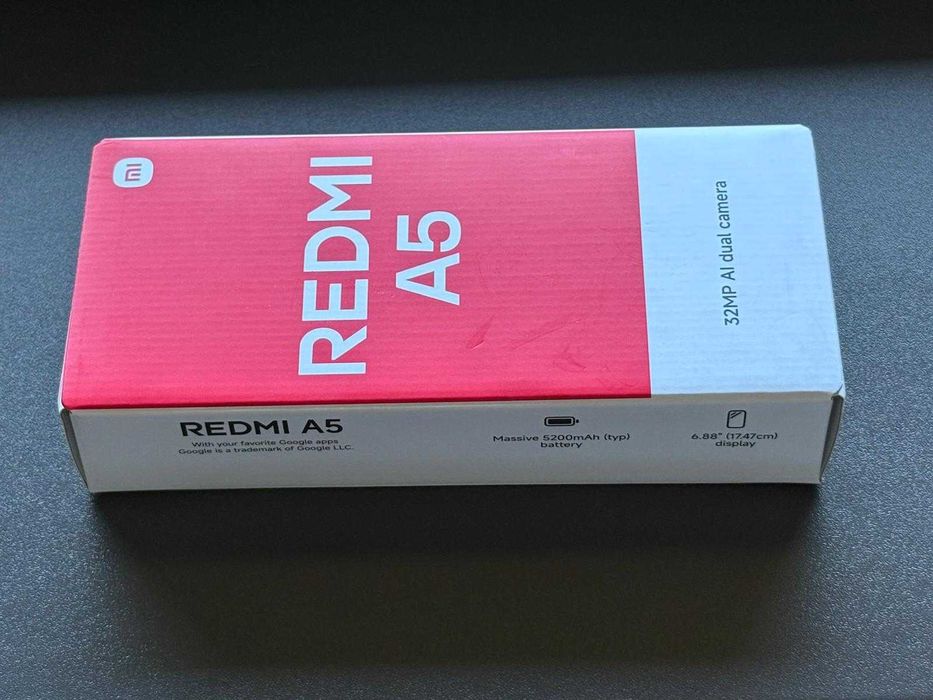 mi
REDMI
A5
32MP AI dual camera
REDMI A5
With your favorite Google apps
Google is a trademark of Google LLC.
Massive 5200mAh (typ)
battery
6.88" (17.47cm)
display